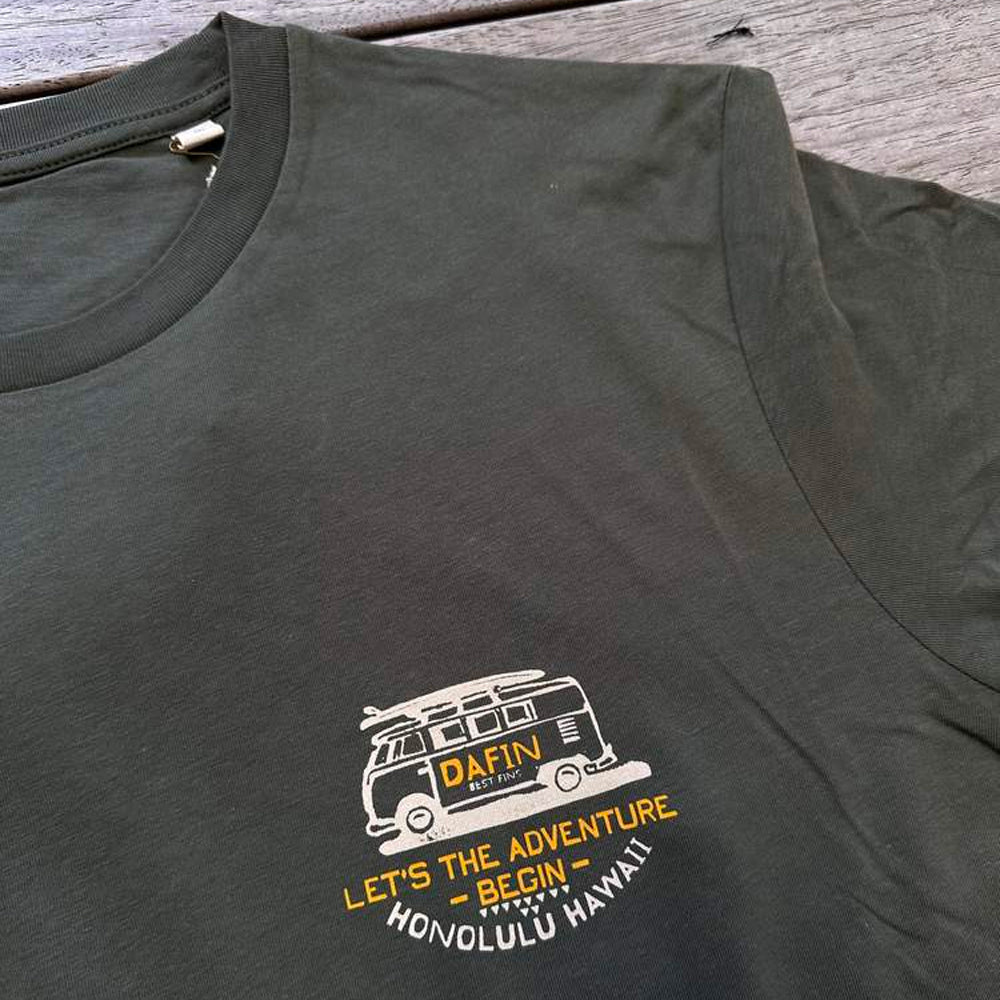 DAFIN
BEST FINS
LET'S THE ADVENTURE
- BEGIN -
HONOLULU HAWAII